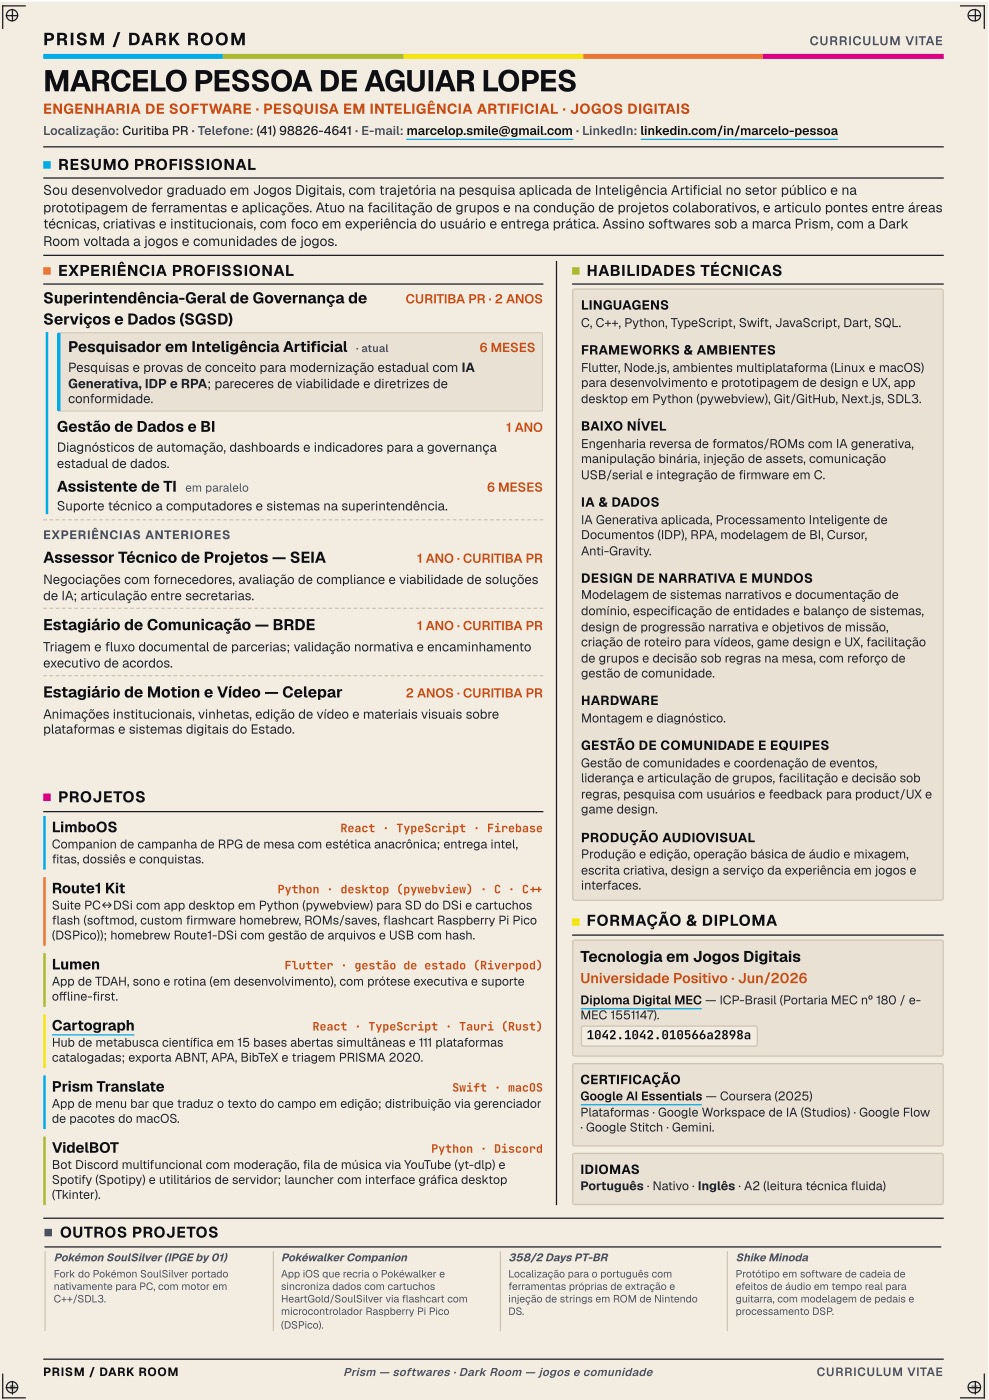 PRISM / DARK ROOM
CURRICULUM VITAE
MARCELO PESSOA DE AGUIAR LOPES
ENGENHARIA DE SOFTWARE · PESQUISA EM INTELIGÊNCIA ARTIFICIAL · JOGOS DIGITAIS
Localização: Curitiba PR · Telefone: (41) 98826-4641 · E-mail: marcelop.smile@gmail.com · LinkedIn: linkedin.com/in/marcelo-pessoa
RESUMO PROFISSIONAL
Sou desenvolvedor graduado em Jogos Digitais, com trajetória na pesquisa aplicada de Inteligência Artificial no setor público e na
prototipagem de ferramentas e aplicações. Atuo na facilitação de grupos e na condução de projetos colaborativos, e articulo pontes entre áreas
técnicas, criativas e institucionais, com foco em experiência do usuário e entrega prática. Assino softwares sob a marca Prism, com a Dark
Room voltada a jogos e comunidades de jogos.
EXPERIÊNCIA PROFISSIONAL
Superintendência-Geral de Governança de
Serviços e Dados (SGSD)
CURITIBA PR · 2 ANOS
Pesquisador em Inteligência Artificial · atual
6 MESES
Pesquisas e provas de conceito para modernização estadual com IA
Generativa, IDP e RPA; pareceres de viabilidade e diretrizes de
conformidade.
Gestão de Dados e BI
1 ANO
Diagnósticos de automação, dashboards e indicadores para a governança
estadual de dados.
Assistente de TI em paralelo
6 MESES
Suporte técnico a computadores e sistemas na superintendência.
EXPERIÊNCIAS ANTERIORES
Assessor Técnico de Projetos — SEIA
1 ANO · CURITIBA PR
Negociações com fornecedores, avaliação de compliance e viabilidade de soluções
de IA; articulação entre secretarias.
Estagiário de Comunicação — BRDE
1 ANO · CURITIBA PR
Triagem e fluxo documental de parcerias; validação normativa e encaminhamento
executivo de acordos.
Estagiário de Motion e Vídeo — Celepar
2 ANOS · CURITIBA PR
Animações institucionais, vinhetas, edição de vídeo e materiais visuais sobre
plataformas e sistemas digitais do Estado.
PROJETOS
LimboOS
React · TypeScript · Firebase
Companion de campanha de RPG de mesa com estética anacrônica; entrega intel,
fitas, dossiês e conquistas.
Route1 Kit
Python · desktop (pywebview) · C · C++
Suite PC↔DSi com app desktop em Python (pywebview) para SD do DSi e cartuchos
flash (softmod, custom firmware homebrew, ROMs/saves, flashcart Raspberry Pi Pico
(DSPico)); homebrew Route1-DSi com gestão de arquivos e USB com hash.
Lumen
Flutter · gestão de estado (Riverpod)
App de TDAH, sono e rotina (em desenvolvimento), com prótese executiva e suporte
offline-first.
Cartograph
React · TypeScript · Tauri (Rust)
Hub de metabusca científica em 15 bases abertas simultâneas e 111 plataformas
catalogadas; exporta ABNT, APA, BibTeX e triagem PRISMA 2020.
Prism Translate
Swift · macOS
App de menu bar que traduz o texto do campo em edição; distribuição via gerenciador
de pacotes do macOS.
VidelBOT
Python · Discord
Bot Discord multifuncional com moderação, fila de música via YouTube (yt-dlp) e
Spotify (Spotipy) e utilitários de servidor; launcher com interface gráfica desktop
(Tkinter).
HABILIDADES TÉCNICAS
LINGUAGENS
C, C++, Python, TypeScript, Swift, JavaScript, Dart, SQL.
FRAMEWORKS & AMBIENTES
Flutter, Node.js, ambientes multiplataforma (Linux e macOS)
para desenvolvimento e prototipagem de design e UX, app
desktop em Python (pywebview), Git/GitHub, Next.js, SDL3.
BAIXO NÍVEL
Engenharia reversa de formatos/ROMs com IA generativa,
manipulação binária, injeção de assets, comunicação
USB/serial e integração de firmware em C.
IA & DADOS
IA Generativa aplicada, Processamento Inteligente de
Documentos (IDP), RPA, modelagem de BI, Cursor,
Anti-Gravity.
DESIGN DE NARRATIVA E MUNDOS
Modelagem de sistemas narrativos e documentação de
domínio, especificação de entidades e balanço de sistemas,
design de progressão narrativa e objetivos de missão,
criação de roteiro para vídeos, game design e UX, facilitação
de grupos e decisão sob regras na mesa, com reforço de
gestão de comunidade.
HARDWARE
Montagem e diagnóstico.
GESTÃO DE COMUNIDADE E EQUIPES
Gestão de comunidades e coordenação de eventos,
liderança e articulação de grupos, facilitação e decisão sob
regras, pesquisa com usuários e feedback para product/UX e
game design.
PRODUÇÃO AUDIOVISUAL
Produção e edição, operação básica de áudio e mixagem,
escrita criativa, design a serviço da experiência em jogos e
interfaces.
FORMAÇÃO & DIPLOMA
Tecnologia em Jogos Digitais
Universidade Positivo · Jun/2026
Diploma Digital MEC — ICP-Brasil (Portaria MEC nº 180 / e-
MEC 1551147).
1042.1042.010566a2898a
CERTIFICAÇÃO
Google AI Essentials — Coursera (2025)
Plataformas · Google Workspace de IA (Studios) · Google Flow
· Google Stitch · Gemini.
IDIOMAS
Português · Nativo · Inglês · A2 (leitura técnica fluida)
OUTROS PROJETOS
Pokémon SoulSilver (IPGE by 01)
Fork do Pokémon SoulSilver portado
nativamente para PC, com motor em
C++/SDL3.
Pokéwalker Companion
App iOS que recria o Pokéwalker e
sincroniza dados com cartuchos
HeartGold/SoulSilver via flashcart com
microcontrolador Raspberry Pi Pico
(DSPico).
358/2 Days PT-BR
Localização para o português com
ferramentas próprias de extração e
injeção de strings em ROM de Nintendo
DS.
Shike Minoda
Protótipo em software de cadeia de
efeitos de áudio em tempo real para
guitarra, com modelagem de pedais e
processamento DSP.
PRISM / DARK ROOM
Prism — softwares · Dark Room — jogos e comunidade
CURRICULUM VITAE